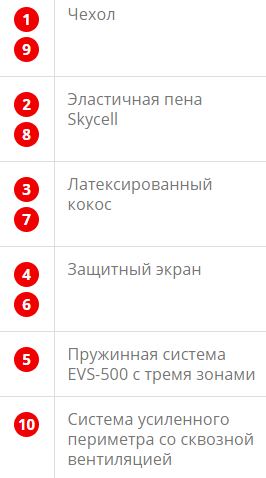 1
Чехол
9
2
Эластичная пена
Skycell
8
3
Латексированный
кокос
7
4
Защитный экран
6
5
Пружинная система
EVS-500 с тремя зонами
10
Система усиленного
периметра со сквозной
вентиляцией